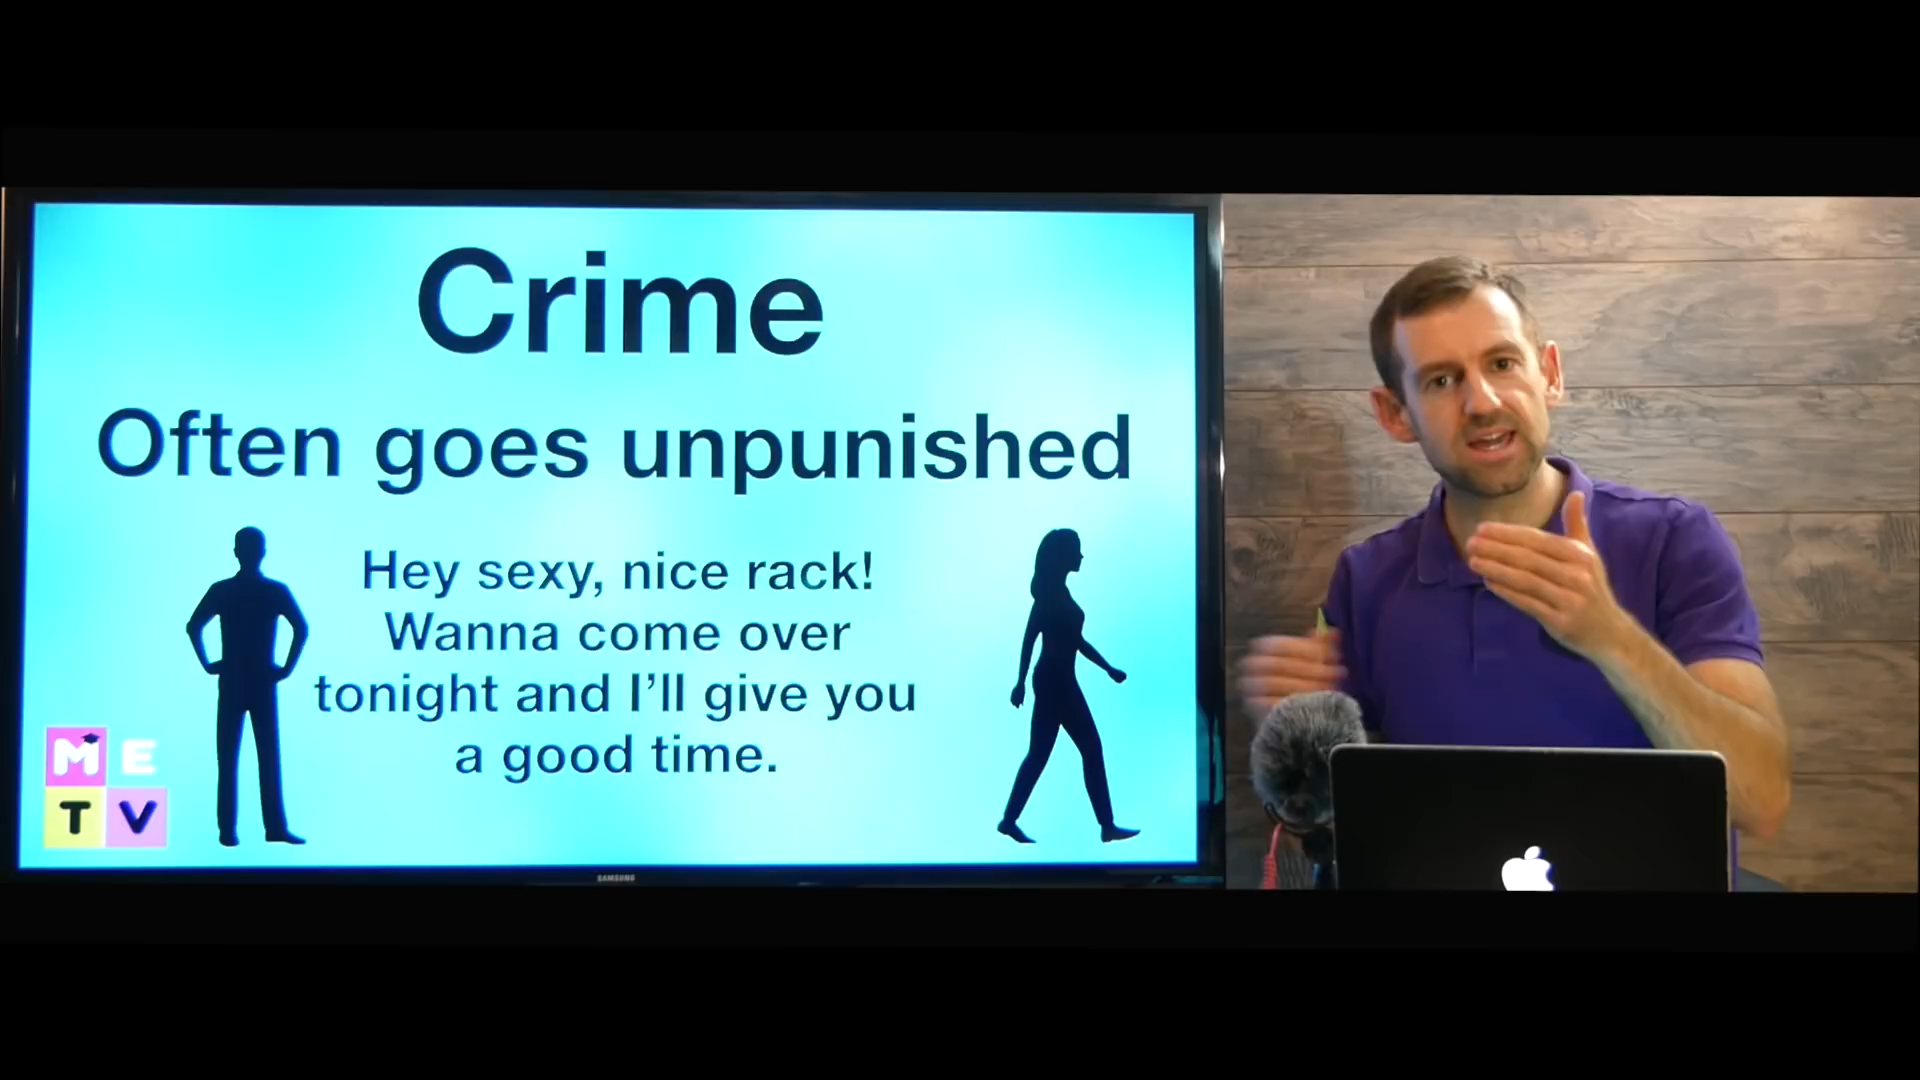 Crime
Often goes unpunished
Hey sexy, nice rack!
Wanna come over
tonight and I'll give you
a good time.
M E
T V
SAMSUNG